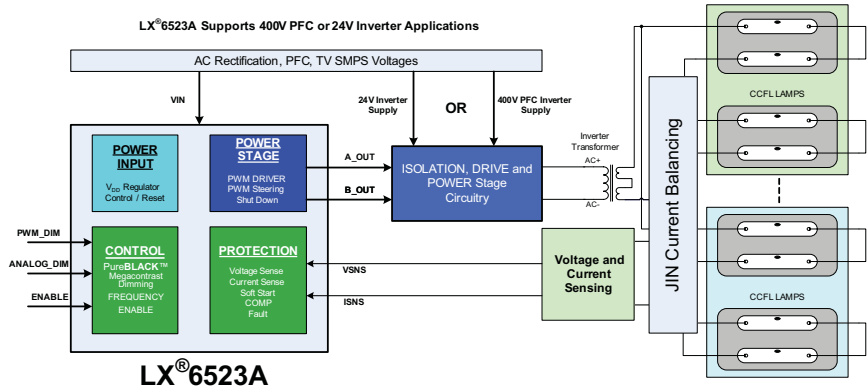 LX®6523A Supports 400V PFC or 24V Inverter Applications
AC Rectification, PFC, TV SMPS Voltages
VIN
24V Inverter
Supply
OR
400V PFC Inverter
Supply
POWER
INPUT
VDD Regulator
Control / Reset
POWER
STAGE
PWM DRIVER
PWM Steering
Shut Down
A_OUT
B_OUT
ISOLATION, DRIVE and
POWER Stage
Circuitry
Inverter
Transformer
AC+
AC-
JIN Current Balancing
CCFL LAMPS
CCFL LAMPS
PWM_DIM
ANALOG_DIM
ENABLE
CONTROL
PureBLACK™
Megacontrast
Dimming
FREQUENCY
ENABLE
PROTECTION
Voltage Sense
Current Sense
Soft Start
COMP
Fault
VSNS
ISNS
Voltage and
Current
Sensing
LX®6523A